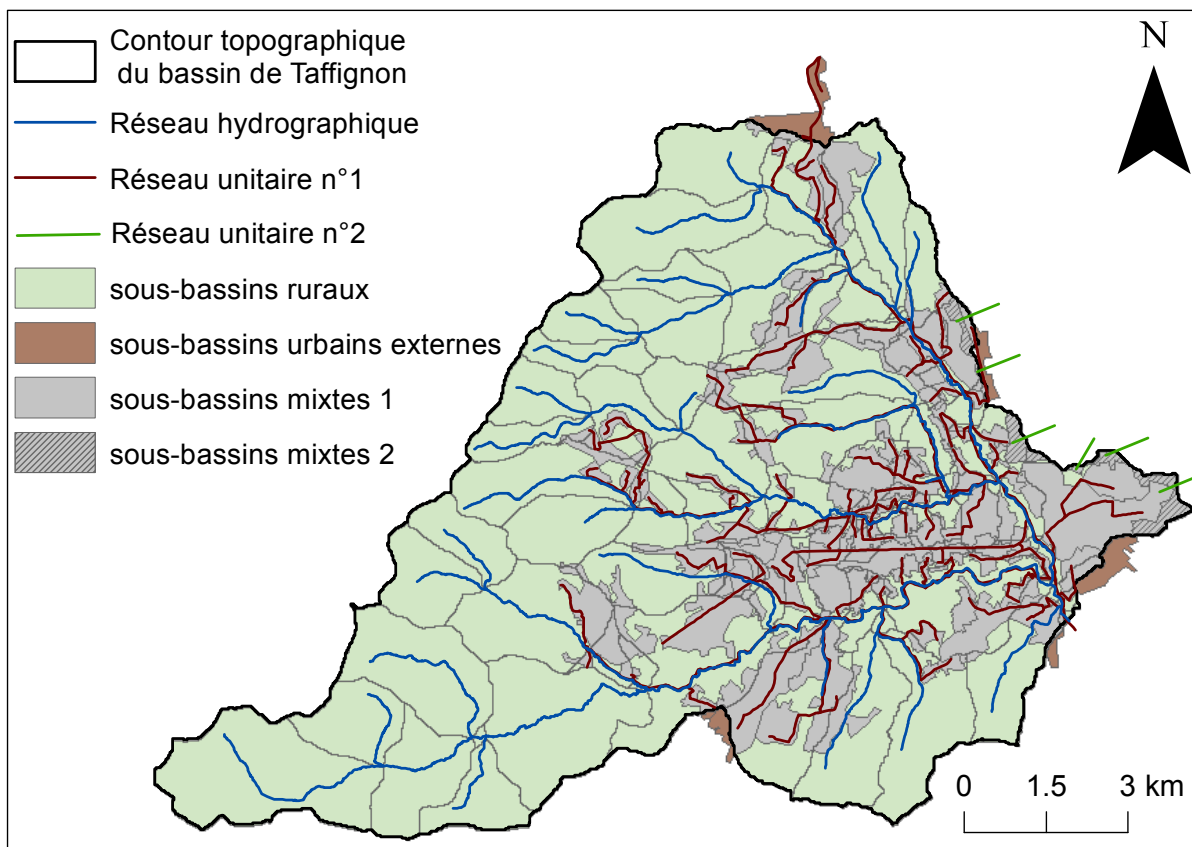 Contour topographique
du bassin de Taffignon
Réseau hydrographique
Réseau unitaire n°1
Réseau unitaire n°2
sous-bassins ruraux
sous-bassins urbains externes
sous-bassins mixtes 1
sous-bassins mixtes 2
N
0 1.5 3 km